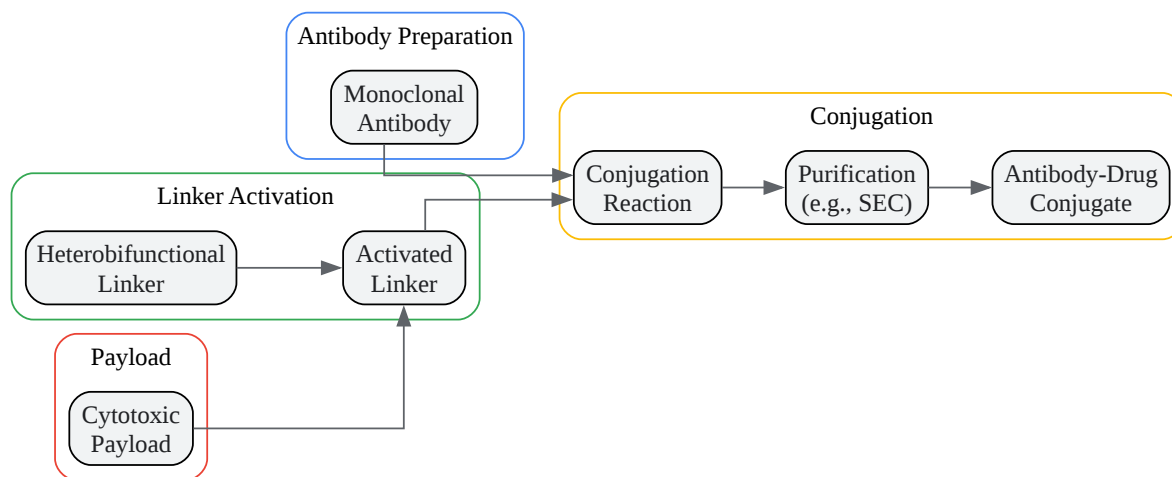 Antibody Preparation
Monoclonal
Antibody
Conjugation
Conjugation
Reaction
Purification
(e.g., SEC)
Antibody-Drug
Conjugate
Linker Activation
Heterobifunctional
Linker
Activated
Linker
Payload
Cytotoxic
Payload